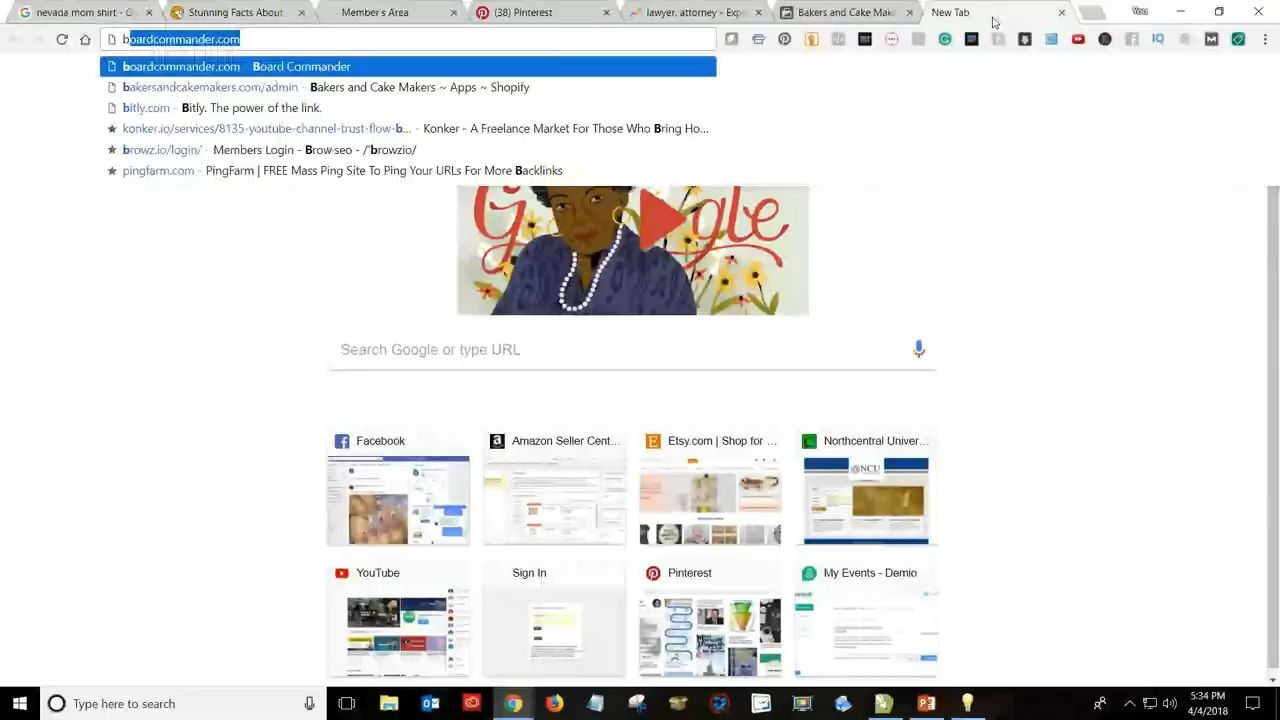 nevada mom shirt - G
Stunning Facts About
Member's Area
(38) Pinterest
lawyer, attorney - Exp
Bakers and Cake Mak
New Tab
boardcommander.com
boardcommander.com - Board Commander
bakersandcakemakers.com/admin - Bakers and Cake Makers ~ Apps ~ Shopify
bitly.com - Bitly. The power of the link.
konker.io/services/8135-youtube-channel-trust-flow-b... - Konker - A Freelance Market For Those Who Bring Ho...
browz.io/login/ - Members Login - Browseo - /'browzio/
pingfarm.com - PingFarm | FREE Mass Ping Site To Ping Your URLs For More Backlinks
Google
Search Google or type URL
Facebook
Amazon Seller Cent...
Etsy.com | Shop for ...
Northcentral Univer...
NCU
YouTube
Sign In
Pinterest
My Events - Demio
Type here to search
5:34 PM
4/4/2018